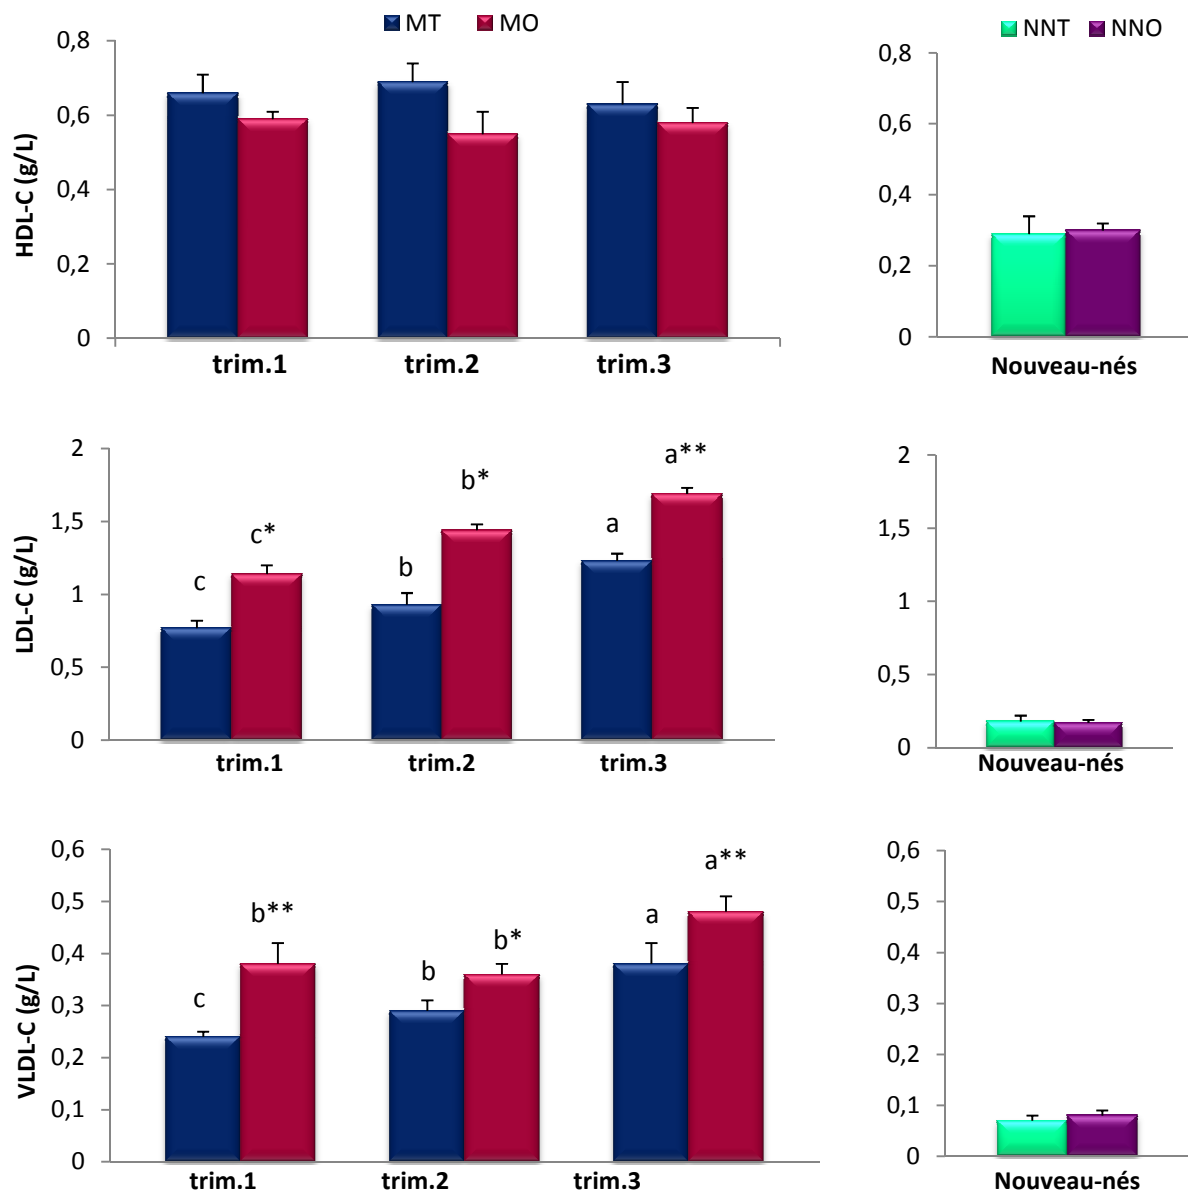 MT MO
HDL-C (g/L)
0,8
0,6
0,4
0,2
0
trim.1 trim.2 trim.3
NNT NNO
0,8
0,6
0,4
0,2
0
Nouveau-nés
LDL-C (g/L)
2
1,5
1
0,5
0
c c* b b* a a**
trim.1 trim.2 trim.3
2
1,5
1
0,5
0
Nouveau-nés
VLDL-C (g/L)
0,6
0,5
0,4
0,3
0,2
0,1
0
c b** b b* a a**
trim.1 trim.2 trim.3
0,6
0,5
0,4
0,3
0,2
0,1
0
Nouveau-nés